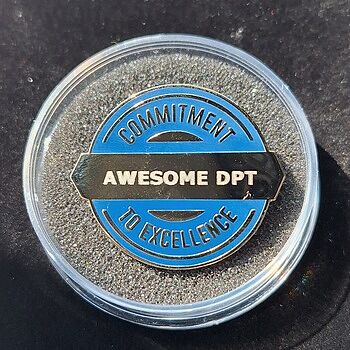 COMMITMENT
AWESOME DPT
TO EXCELLENCE